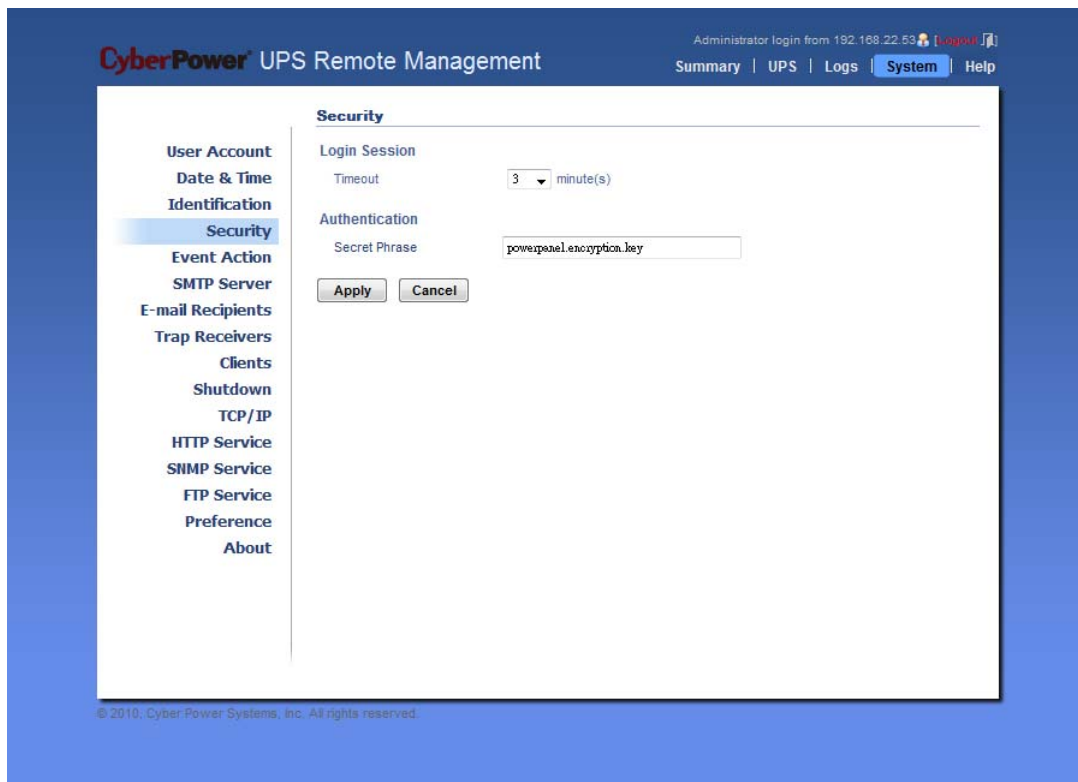 Administrator login from 192.168.22.53 [Logout]
CyberPower® UPS Remote Management
Summary | UPS | Logs | System | Help
Security
User Account
Date & Time
Identification
Security
Event Action
SMTP Server
E-mail Recipients
Trap Receivers
Clients
Shutdown
TCP/IP
HTTP Service
SNMP Service
FTP Service
Preference
About
Login Session
Timeout 3 minute(s)
Authentication
Secret Phrase powerpanel.encryption.key
Apply Cancel
© 2010, Cyber Power Systems, Inc. All rights reserved.